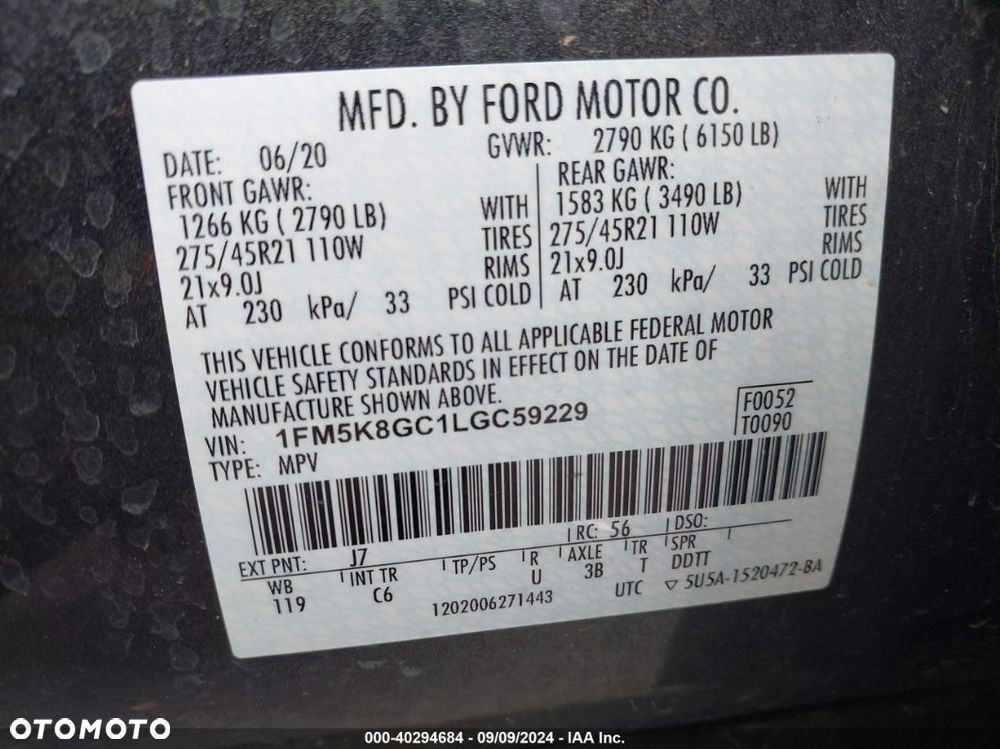 MFD. BY FORD MOTOR CO.
DATE: 06/20 GVWR: 2790 KG ( 6150 LB)
FRONT GAWR: REAR GAWR:
1266 KG ( 2790 LB) WITH 1583 KG ( 3490 LB) WITH
275/45R21 110W TIRES 275/45R21 110W TIRES
21x9.0J RIMS 21x9.0J RIMS
AT 230 kPa/ 33 PSI COLD AT 230 kPa/ 33 PSI COLD
THIS VEHICLE CONFORMS TO ALL APPLICABLE FEDERAL MOTOR
VEHICLE SAFETY STANDARDS IN EFFECT ON THE DATE OF
MANUFACTURE SHOWN ABOVE.
VIN: 1FM5K8GC1LGC59229 F0052
TYPE: MPV T0090
EXT PNT: J7 RC: 56 DSO:
WB INT TR TP/PS R AXLE TR SPR
119 C6 U 3B T DDTT
1202006271443 UTC ▽ 5U5A-1520472-BA
OTOMOTO
000-40294684 - 09/09/2024 - IAA Inc.